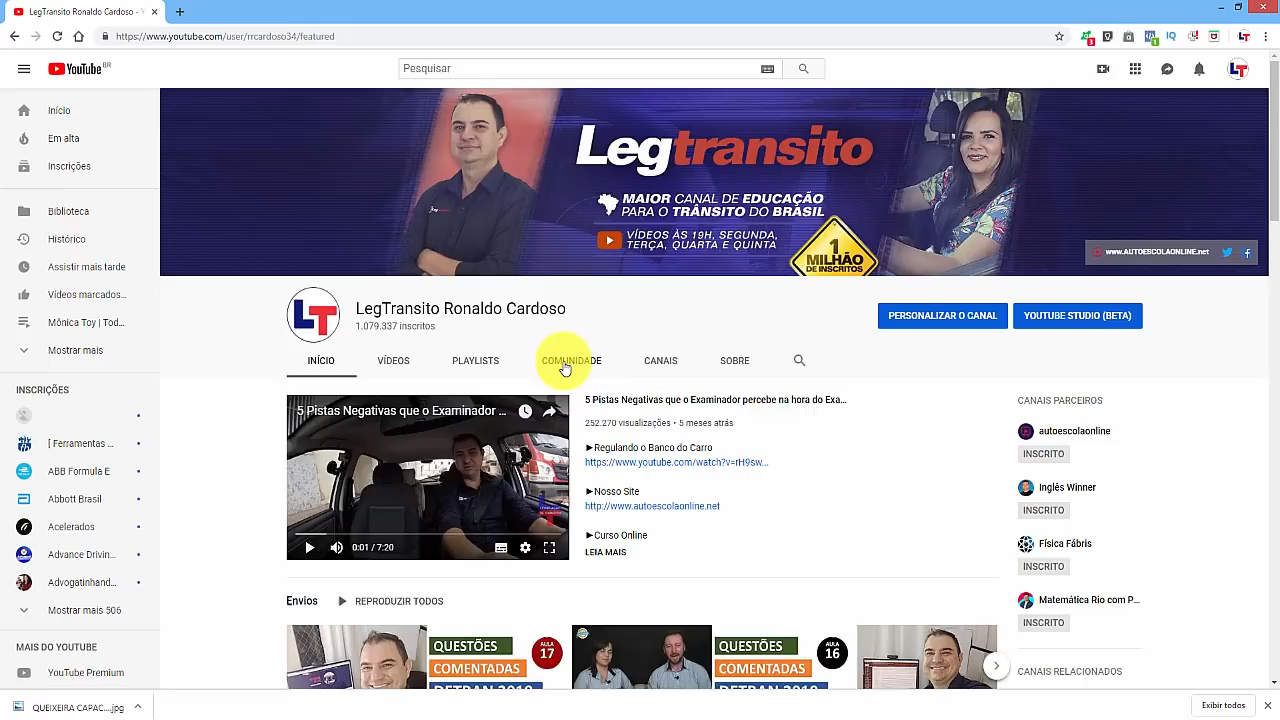 LegTransito Ronaldo Cardoso -
https://www.youtube.com/user/rrcardoso34/featured
YouTube BR
Pesquisar
Início
Em alta
Inscrições
Biblioteca
Histórico
Assistir mais tarde
Vídeos marcados...
Mônica Toy | Tod...
Mostrar mais
INSCRIÇÕES
[ Ferramentas ...
ABB Formula E
Abbott Brasil
Acelerados
Advance Drivin...
Advogatinhand...
Mostrar mais 506
MAIS DO YOUTUBE
YouTube Premium
Legtransito
MAIOR CANAL DE EDUCAÇÃO
PARA O TRÂNSITO DO BRASIL
VÍDEOS ÀS 19H, SEGUNDA,
TERÇA, QUARTA E QUINTA
1
MILHÃO
DE INSCRITOS
www.AUTOESCOLAONLINE.net
LT
LegTransito Ronaldo Cardoso
1.079.337 inscritos
PERSONALIZAR O CANAL
YOUTUBE STUDIO (BETA)
INÍCIO VÍDEOS PLAYLISTS COMUNIDADE CANAIS SOBRE
5 Pistas Negativas que o Examinador ...
0:01 / 7:20
5 Pistas Negativas que o Examinador percebe na hora do Exa...
252.270 visualizações • 5 meses atrás
►Regulando o Banco do Carro
https://www.youtube.com/watch?v=rH9sw...
►Nosso Site
http://www.autoescolaonline.net
►Curso Online
LEIA MAIS
CANAIS PARCEIROS
autoescolaonline
INSCRITO
Inglês Winner
INSCRITO
Física Fábris
INSCRITO
Matemática Rio com P...
INSCRITO
CANAIS RELACIONADOS
Envios REPRODUZIR TODOS
QUESTÕES
COMENTADAS
DETRAN 2019
AULA
17
QUESTÕES
COMENTADAS
DETRAN 2019
AULA
16
QUEIXEIRA CAPAC....jpg
Exibir todos